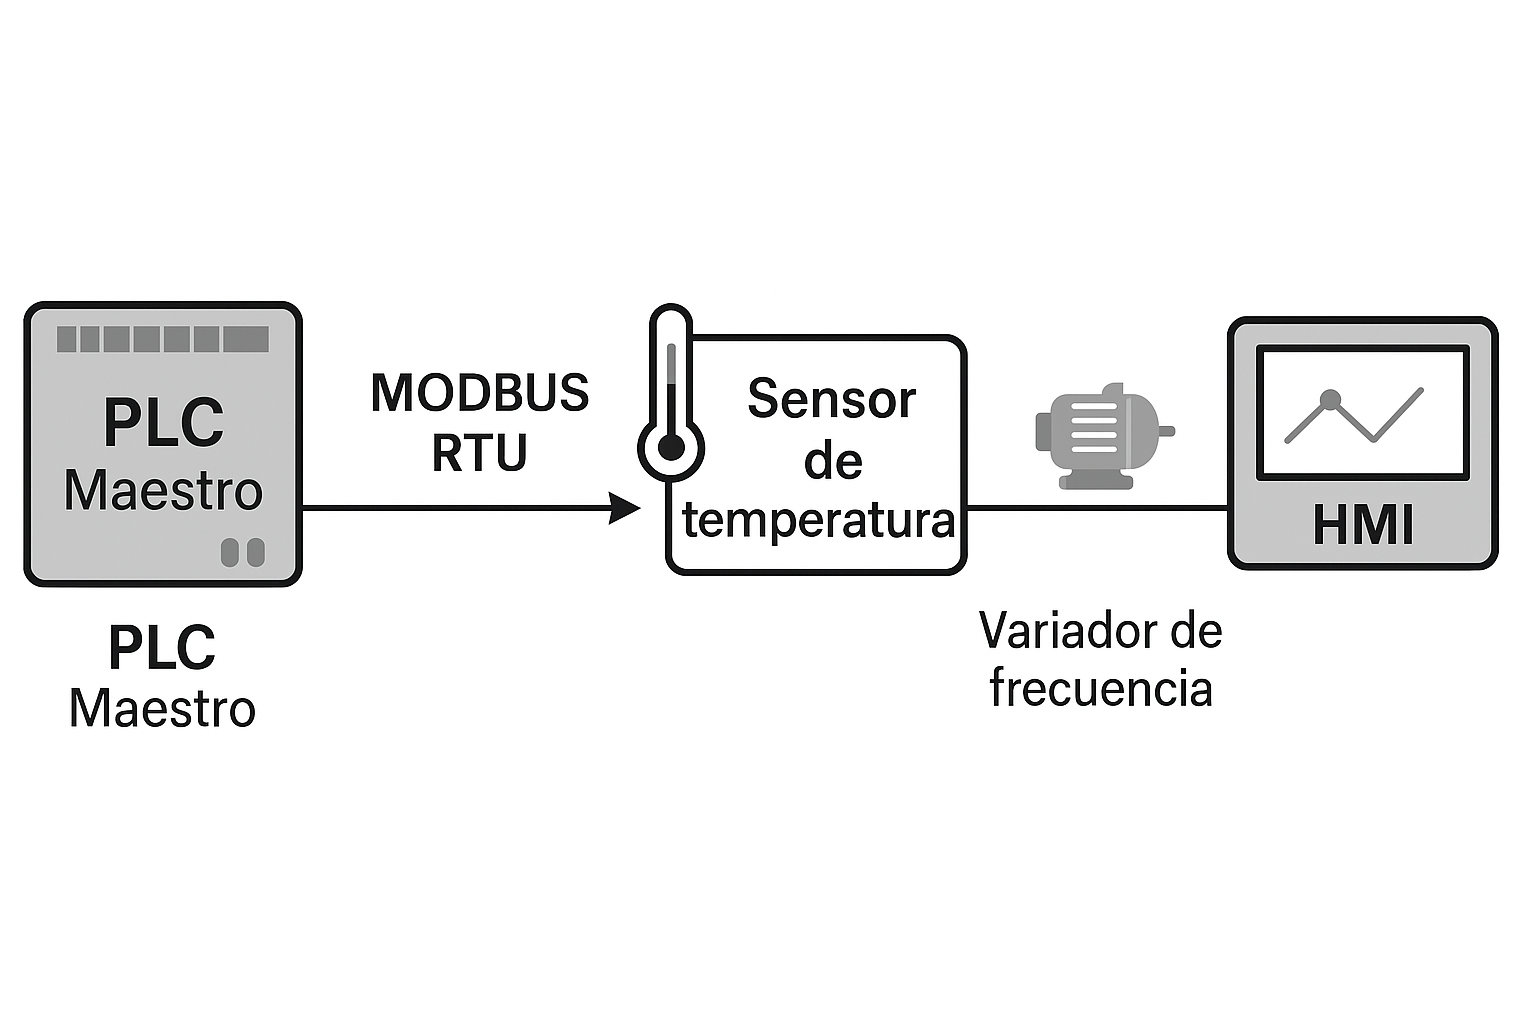 PLC
Maestro
MODBUS
RTU
Sensor
de
temperatura
HMI
PLC
Maestro
Variador de
frecuencia